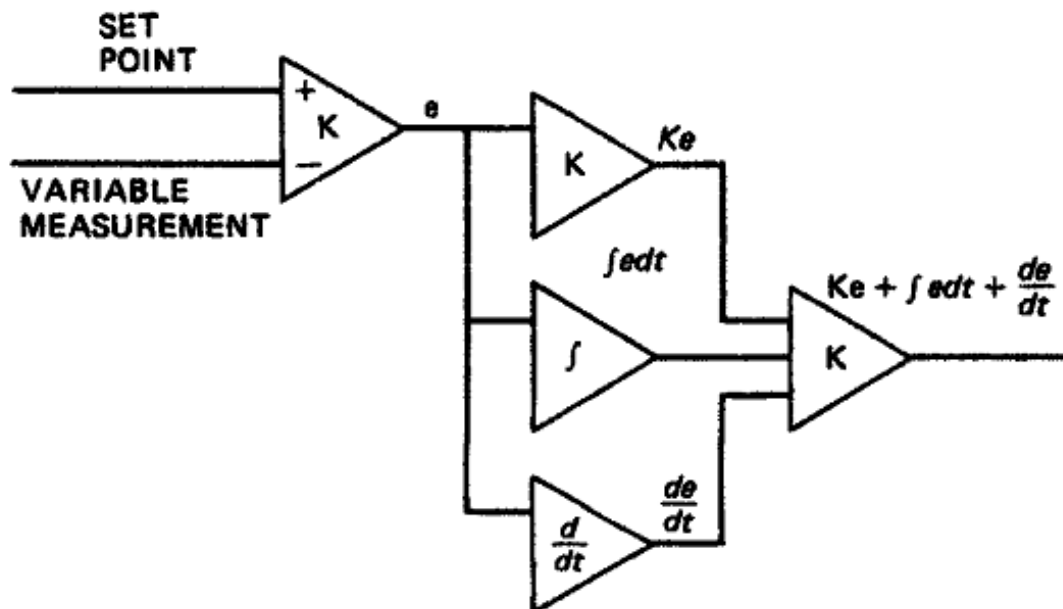 SET
POINT
+
K
−
VARIABLE
MEASUREMENT
e
K
Ke
∫edt
∫
d
dt
de
dt
K
Ke + ∫ edt + de
dt